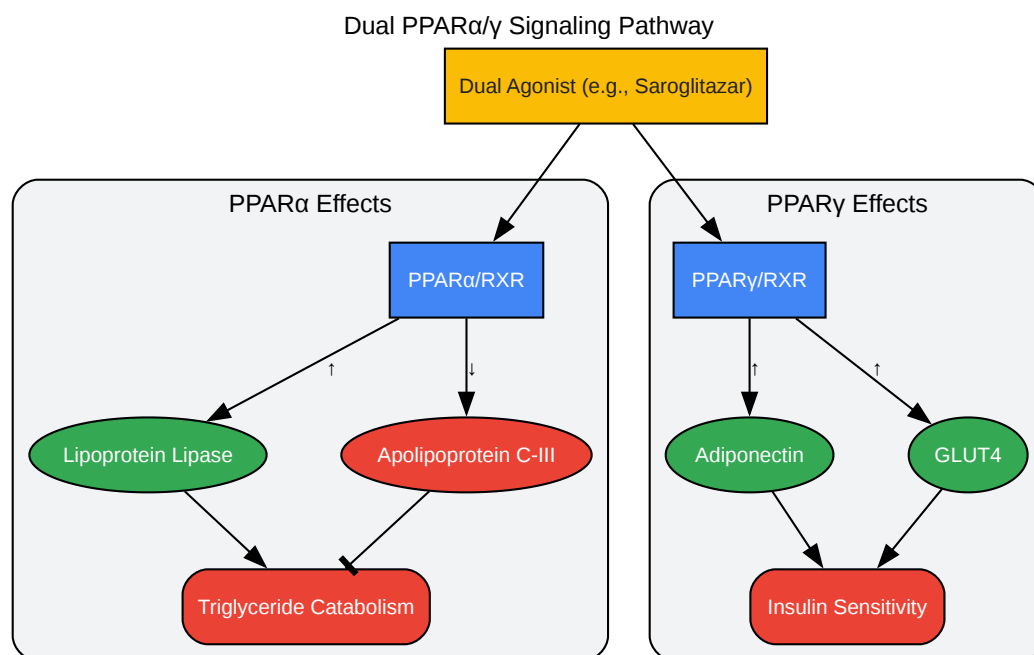 Dual PPARα/γ Signaling Pathway
Dual Agonist (e.g., Saroglitazar)
PPARα Effects
PPARγ Effects
PPARα/RXR
PPARγ/RXR
↑
↓
↑
↑
Lipoprotein Lipase
Apolipoprotein C-III
Adiponectin
GLUT4
Triglyceride Catabolism
Insulin Sensitivity